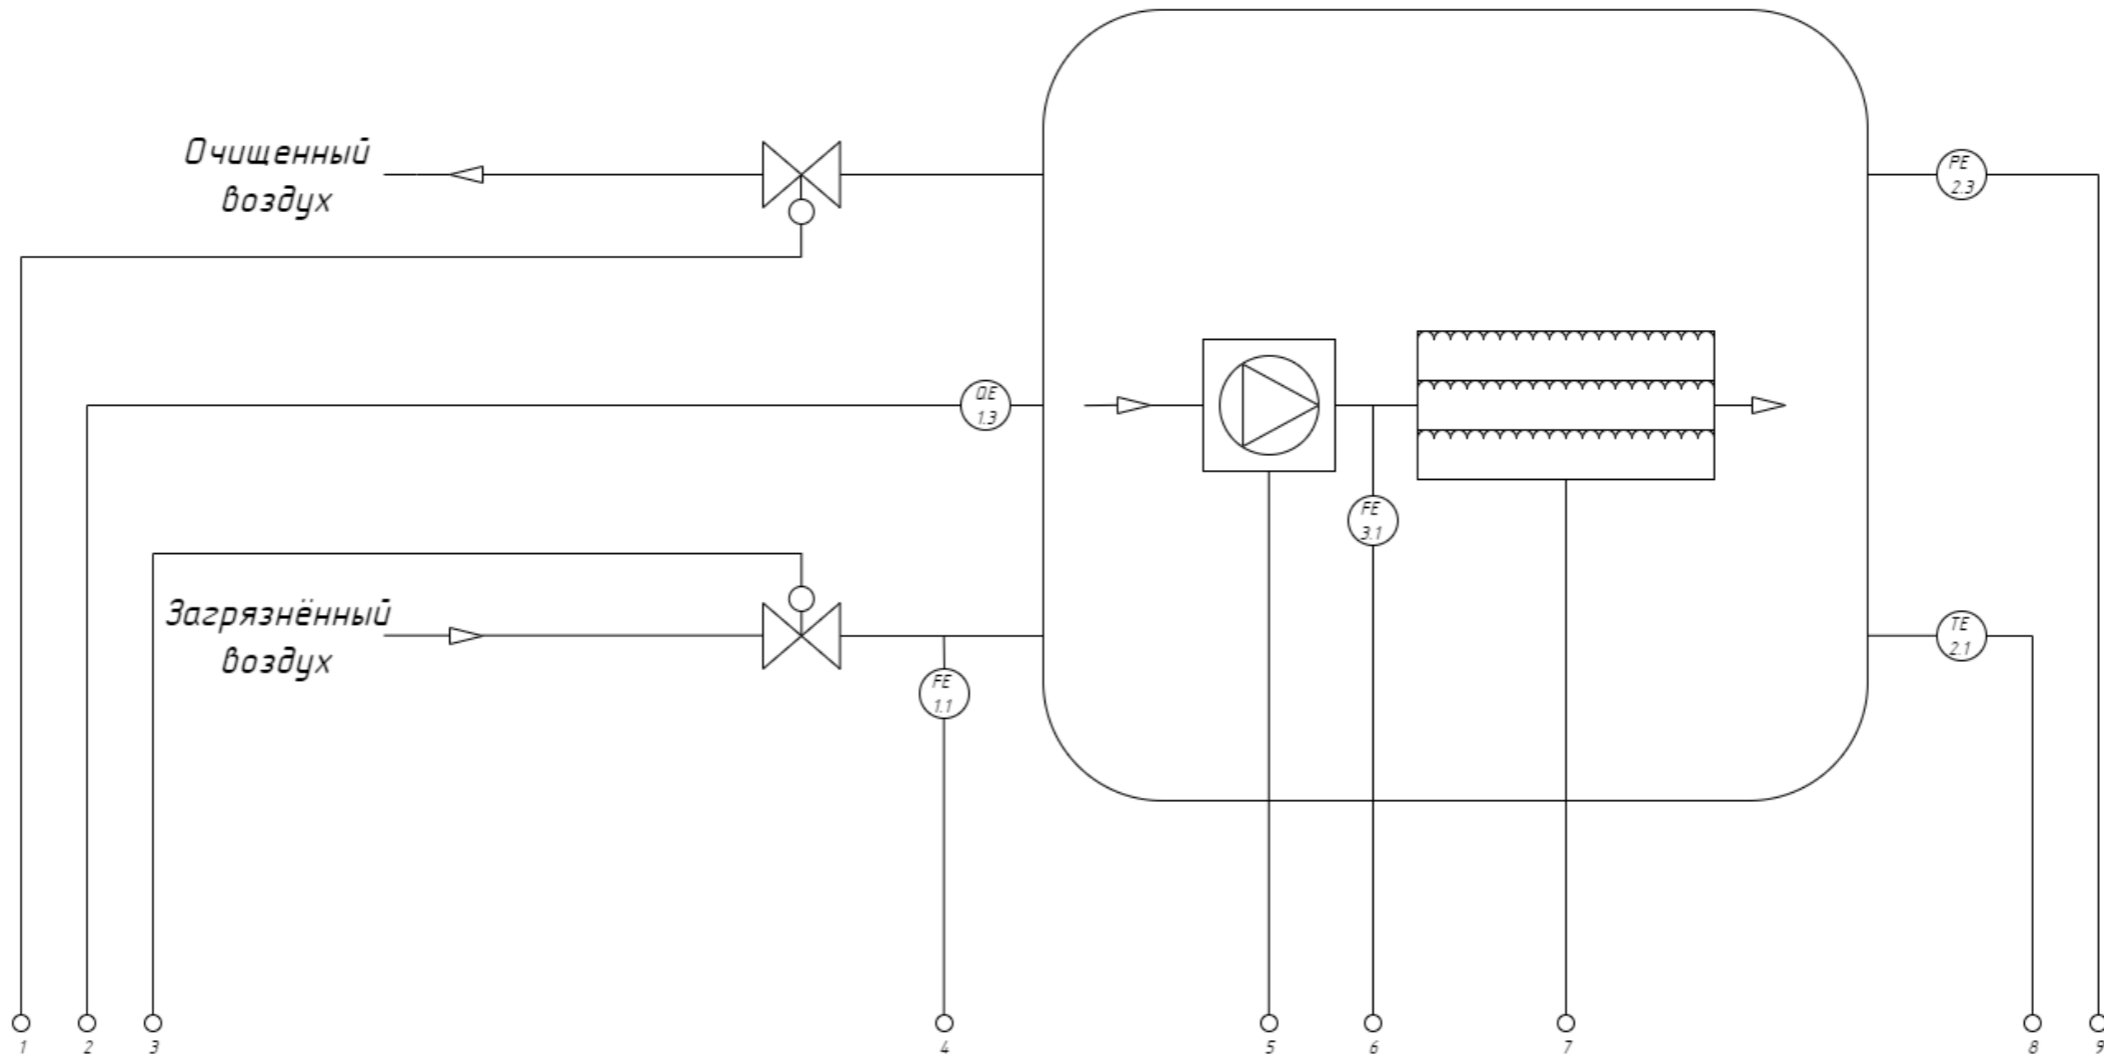 Очищенный
воздух
PE
2.3
QE
1.3
FE
3.1
Загрязнённый
воздух
TE
2.1
FE
1.1
1 2 3 4 5 6 7 8 9